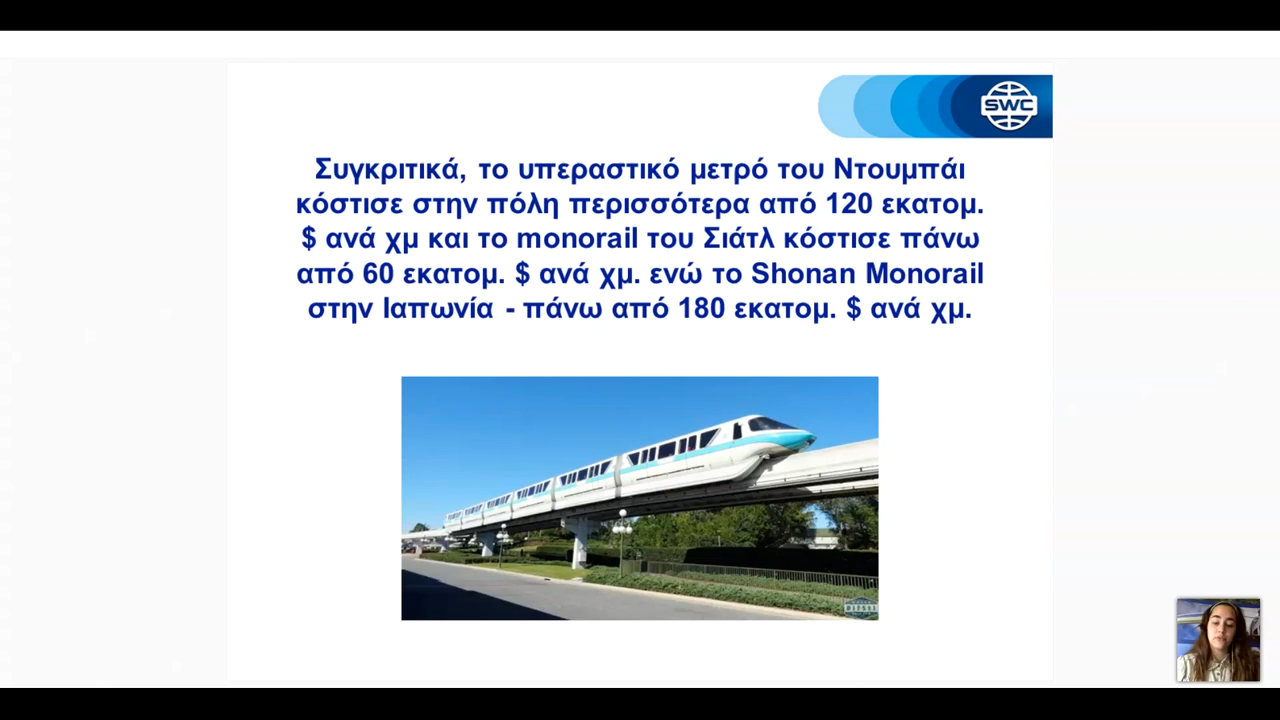 SWC
Συγκριτικά, το υπεραστικό μετρό του Ντουμπάι
κόστισε στην πόλη περισσότερα από 120 εκατομ.
$ ανά χμ και το monorail του Σιάτλ κόστισε πάνω
από 60 εκατομ. $ ανά χμ. ενώ το Shonan Monorail
στην Ιαπωνία - πάνω από 180 εκατομ. $ ανά χμ.